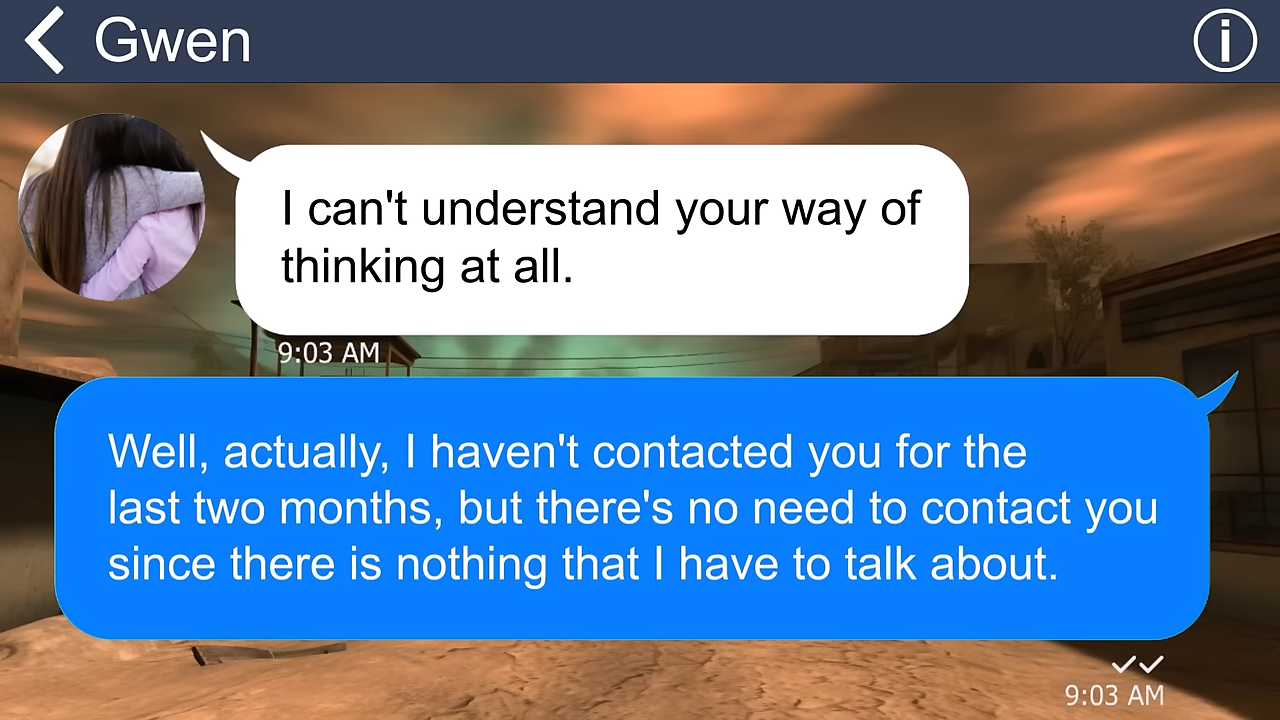 Gwen
I can't understand your way of
thinking at all.
9:03 AM
Well, actually, I haven't contacted you for the
last two months, but there's no need to contact you
since there is nothing that I have to talk about.
9:03 AM